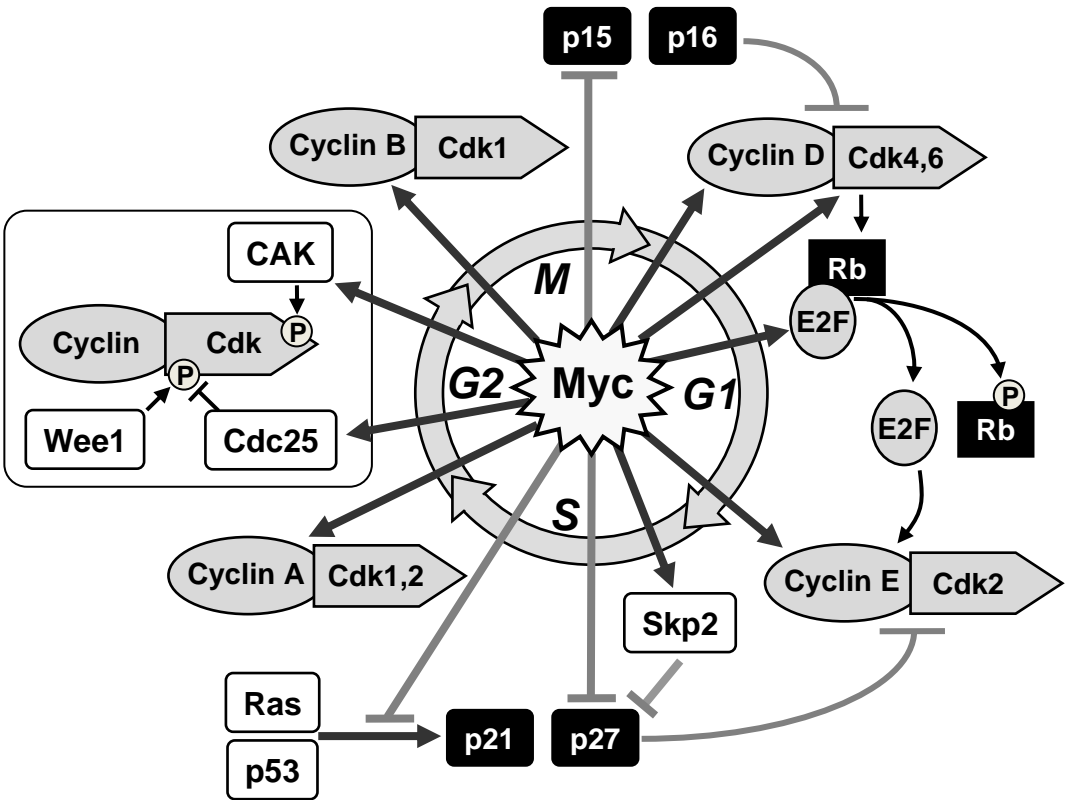 p15
p16
Cyclin B
Cdk1
Cyclin D
Cdk4,6
CAK
M
Rb
E2F
Cyclin
Cdk
P
P
G2
Myc
G1
P
Wee1
Cdc25
E2F
Rb
S
Cyclin A
Cdk1,2
Cyclin E
Cdk2
Skp2
Ras
p53
p21
p27